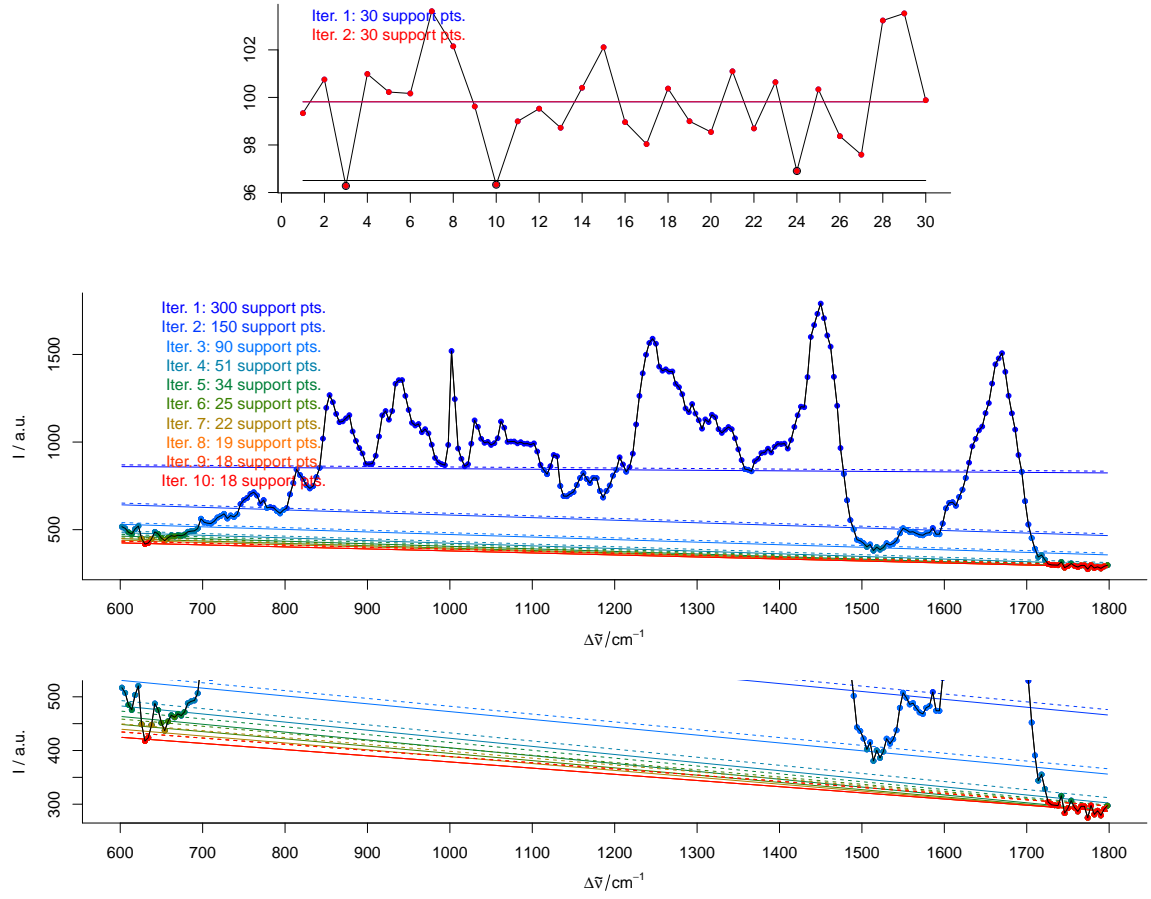 Iter. 1: 30 support pts.
Iter. 2: 30 support pts.
96 98 100 102
0 2 4 6 8 10 12 14 16 18 20 22 24 26 28 30
Iter. 1: 300 support pts.
Iter. 2: 150 support pts.
Iter. 3: 90 support pts.
Iter. 4: 51 support pts.
Iter. 5: 34 support pts.
Iter. 6: 25 support pts.
Iter. 7: 22 support pts.
Iter. 8: 19 support pts.
Iter. 9: 18 support pts.
Iter. 10: 18 support pts.
I / a.u.
500 1000 1500
600 700 800 900 1000 1100 1200 1300 1400 1500 1600 1700 1800
Δν̃/cm⁻¹
I / a.u.
300 400 500
600 700 800 900 1000 1100 1200 1300 1400 1500 1600 1700 1800
Δν̃/cm⁻¹